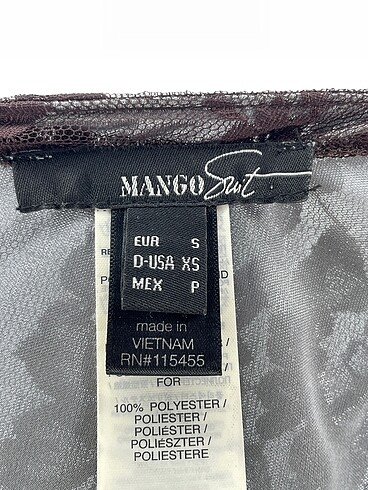 MANGO Suit
EUR S
D-USA XS
MEX P
made in
VIETNAM
RN#115455
FOR
100% POLYESTER /
POLIESTER /
POLIÉSTER /
POLIÉSZTER /
POLIESTERE